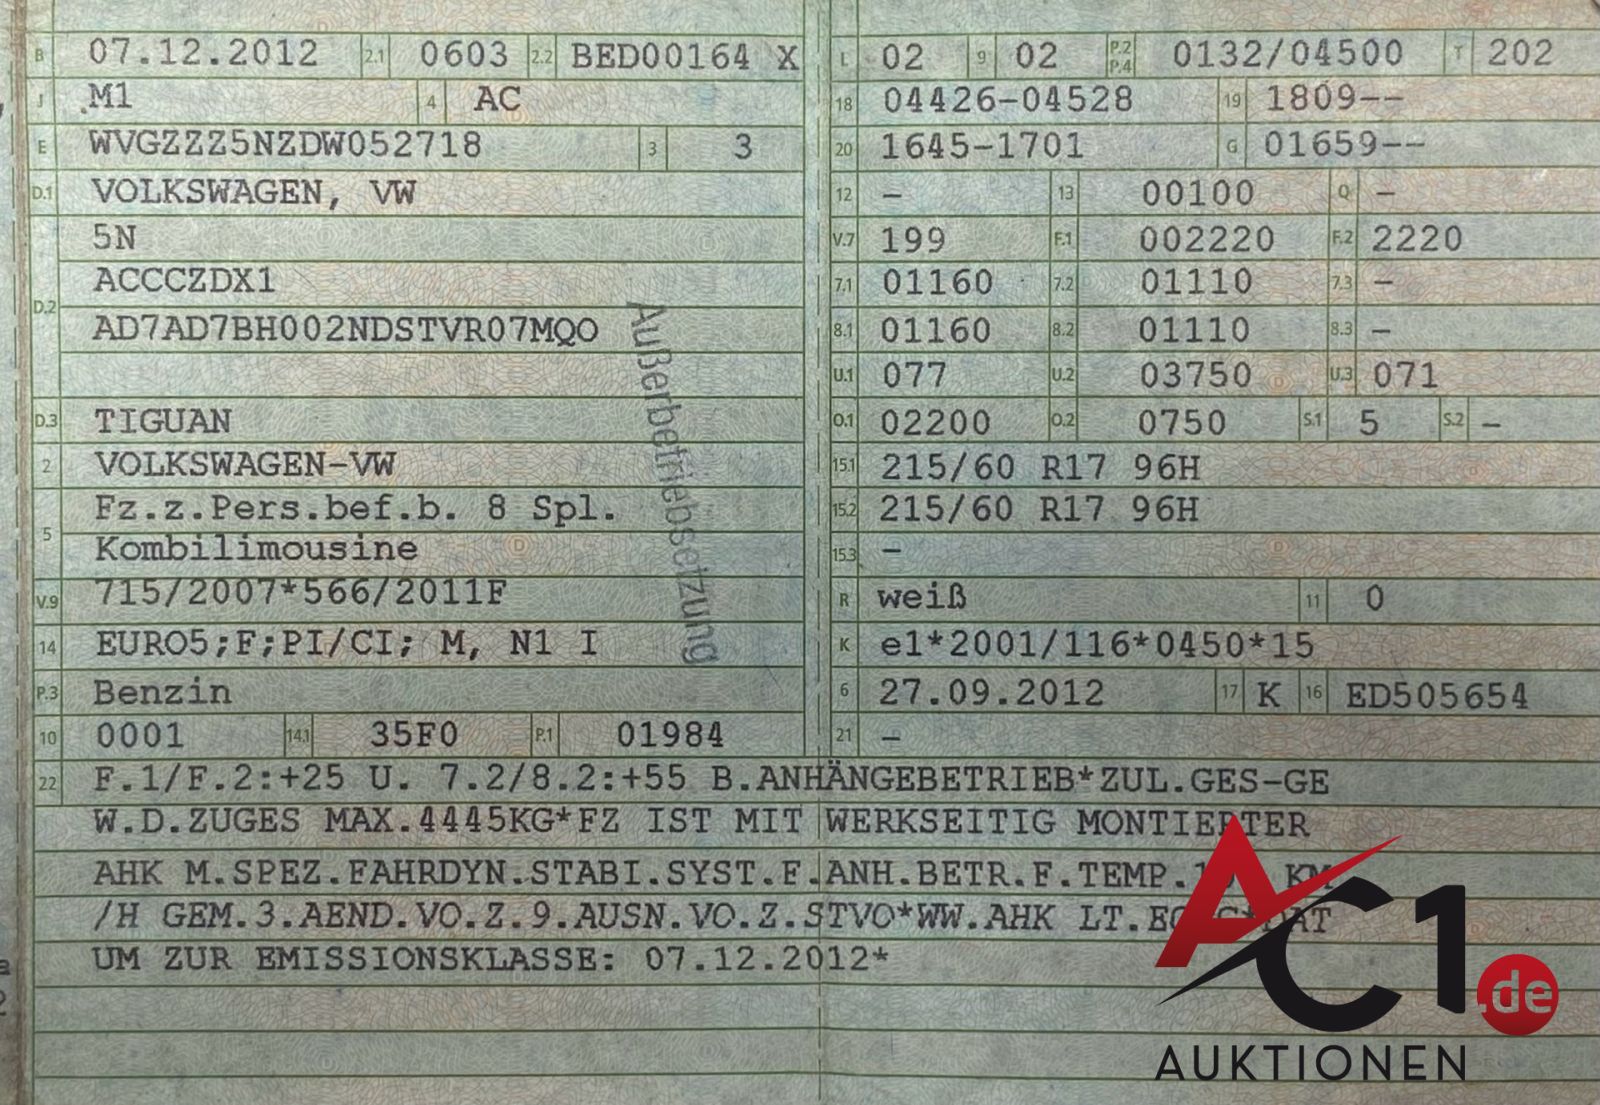 B 07.12.2012 2.1 0603 2.2 BED00164 X
J M1 4 AC
E WVGZZZ5NZDW052718 3 3
D.1 VOLKSWAGEN, VW
5N
D.2 ACCCZDX1
AD7AD7BH002NDSTVR07MQO
D.3 TIGUAN
2 VOLKSWAGEN-VW
5 Fz.z.Pers.bef.b. 8 Spl.
Kombilimousine
V.9 715/2007*566/2011F
14 EURO5;F;PI/CI; M, N1 I
P.3 Benzin
10 0001 14.1 35F0 P.1 01984
Außerbetriebsetzung
L 02 9 02 P.2 P.4 0132/04500 T 202
18 04426-04528 19 1809--
20 1645-1701 G 01659--
12 - 13 00100 Q -
V.7 199 F.1 002220 F.2 2220
7.1 01160 7.2 01110 7.3 -
8.1 01160 8.2 01110 8.3 -
U.1 077 U.2 03750 U.3 071
O.1 02200 O.2 0750 S.1 5 S.2 -
15.1 215/60 R17 96H
15.2 215/60 R17 96H
15.3 -
R weiß 11 0
K e1*2001/116*0450*15
6 27.09.2012 17 K 16 ED505654
21 -
22 F.1/F.2:+25 U. 7.2/8.2:+55 B.ANHÄNGEBETRIEB*ZUL.GES-GE
W.D.ZUGES MAX.4445KG*FZ IST MIT WERKSEITIG MONTIERTER
AHK M.SPEZ.FAHRDYN.STABI.SYST.F.ANH.BETR.F.TEMP. KM
/H GEM.3.AEND.VO.Z.9.AUSN.VO.Z.STVO*WW.AHK LT. DAT
UM ZUR EMISSIONSKLASSE: 07.12.2012*
AC1.de
AUKTIONEN